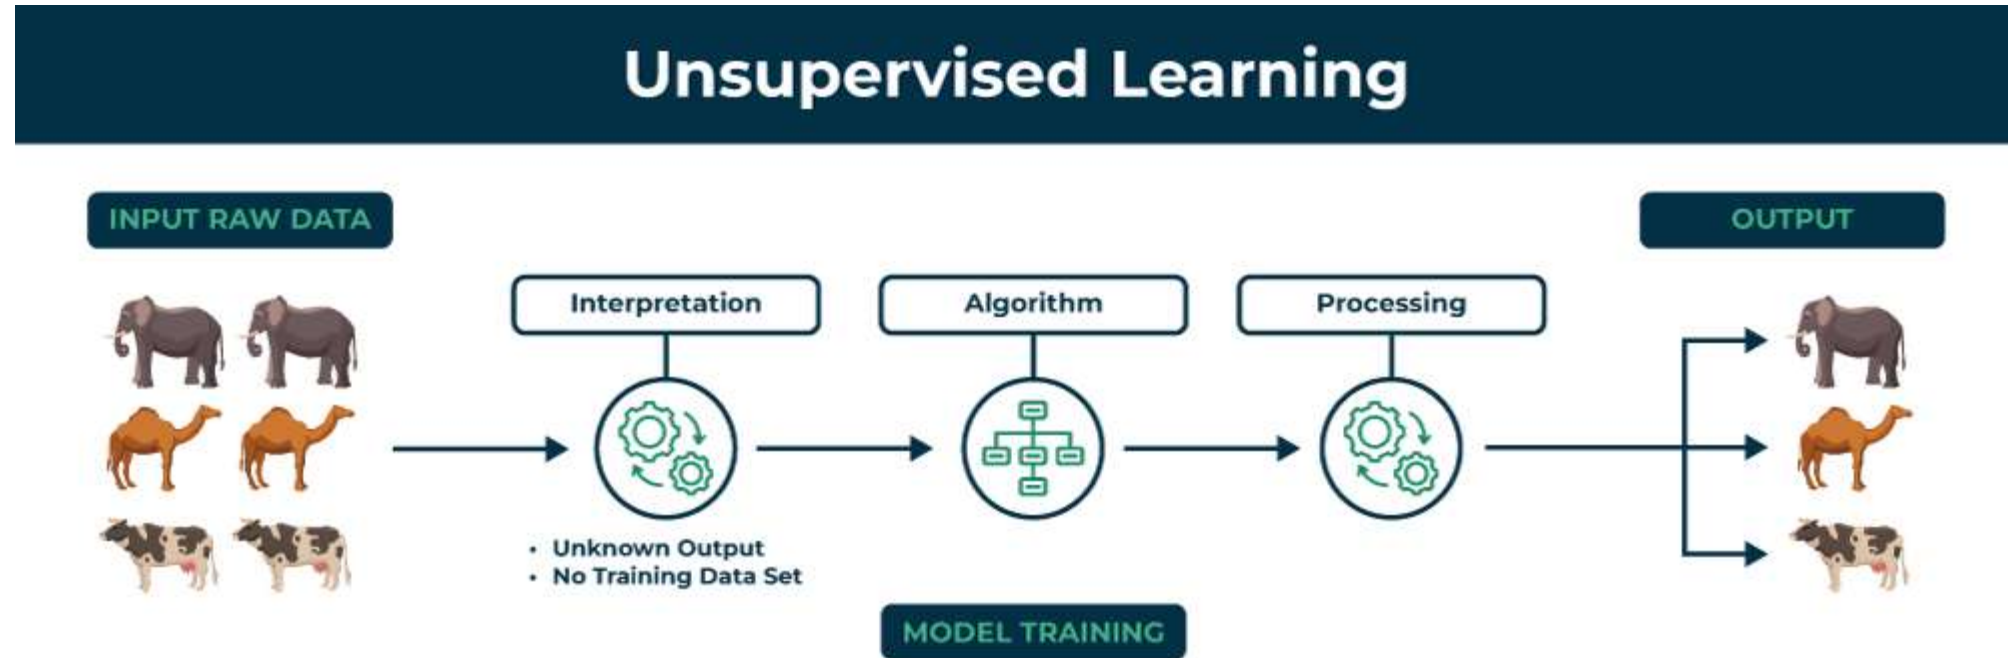 Unsupervised Learning
INPUT RAW DATA
OUTPUT
Interpretation
Algorithm
Processing
• Unknown Output
• No Training Data Set
MODEL TRAINING